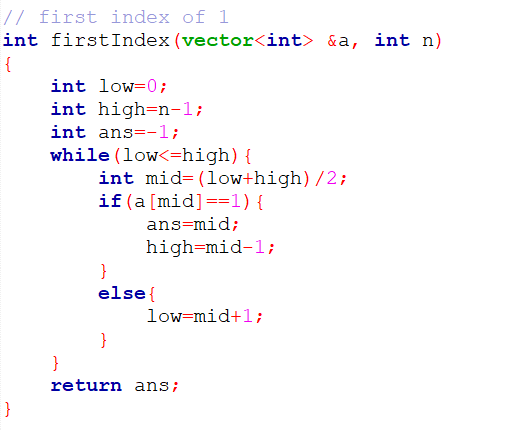 // first index of 1
int firstIndex(vector<int> &a, int n)
{
    int low=0;
    int high=n-1;
    int ans=-1;
    while(low<=high){
        int mid=(low+high)/2;
        if(a[mid]==1){
            ans=mid;
            high=mid-1;
        }
        else{
            low=mid+1;
        }
    }
    return ans;
}